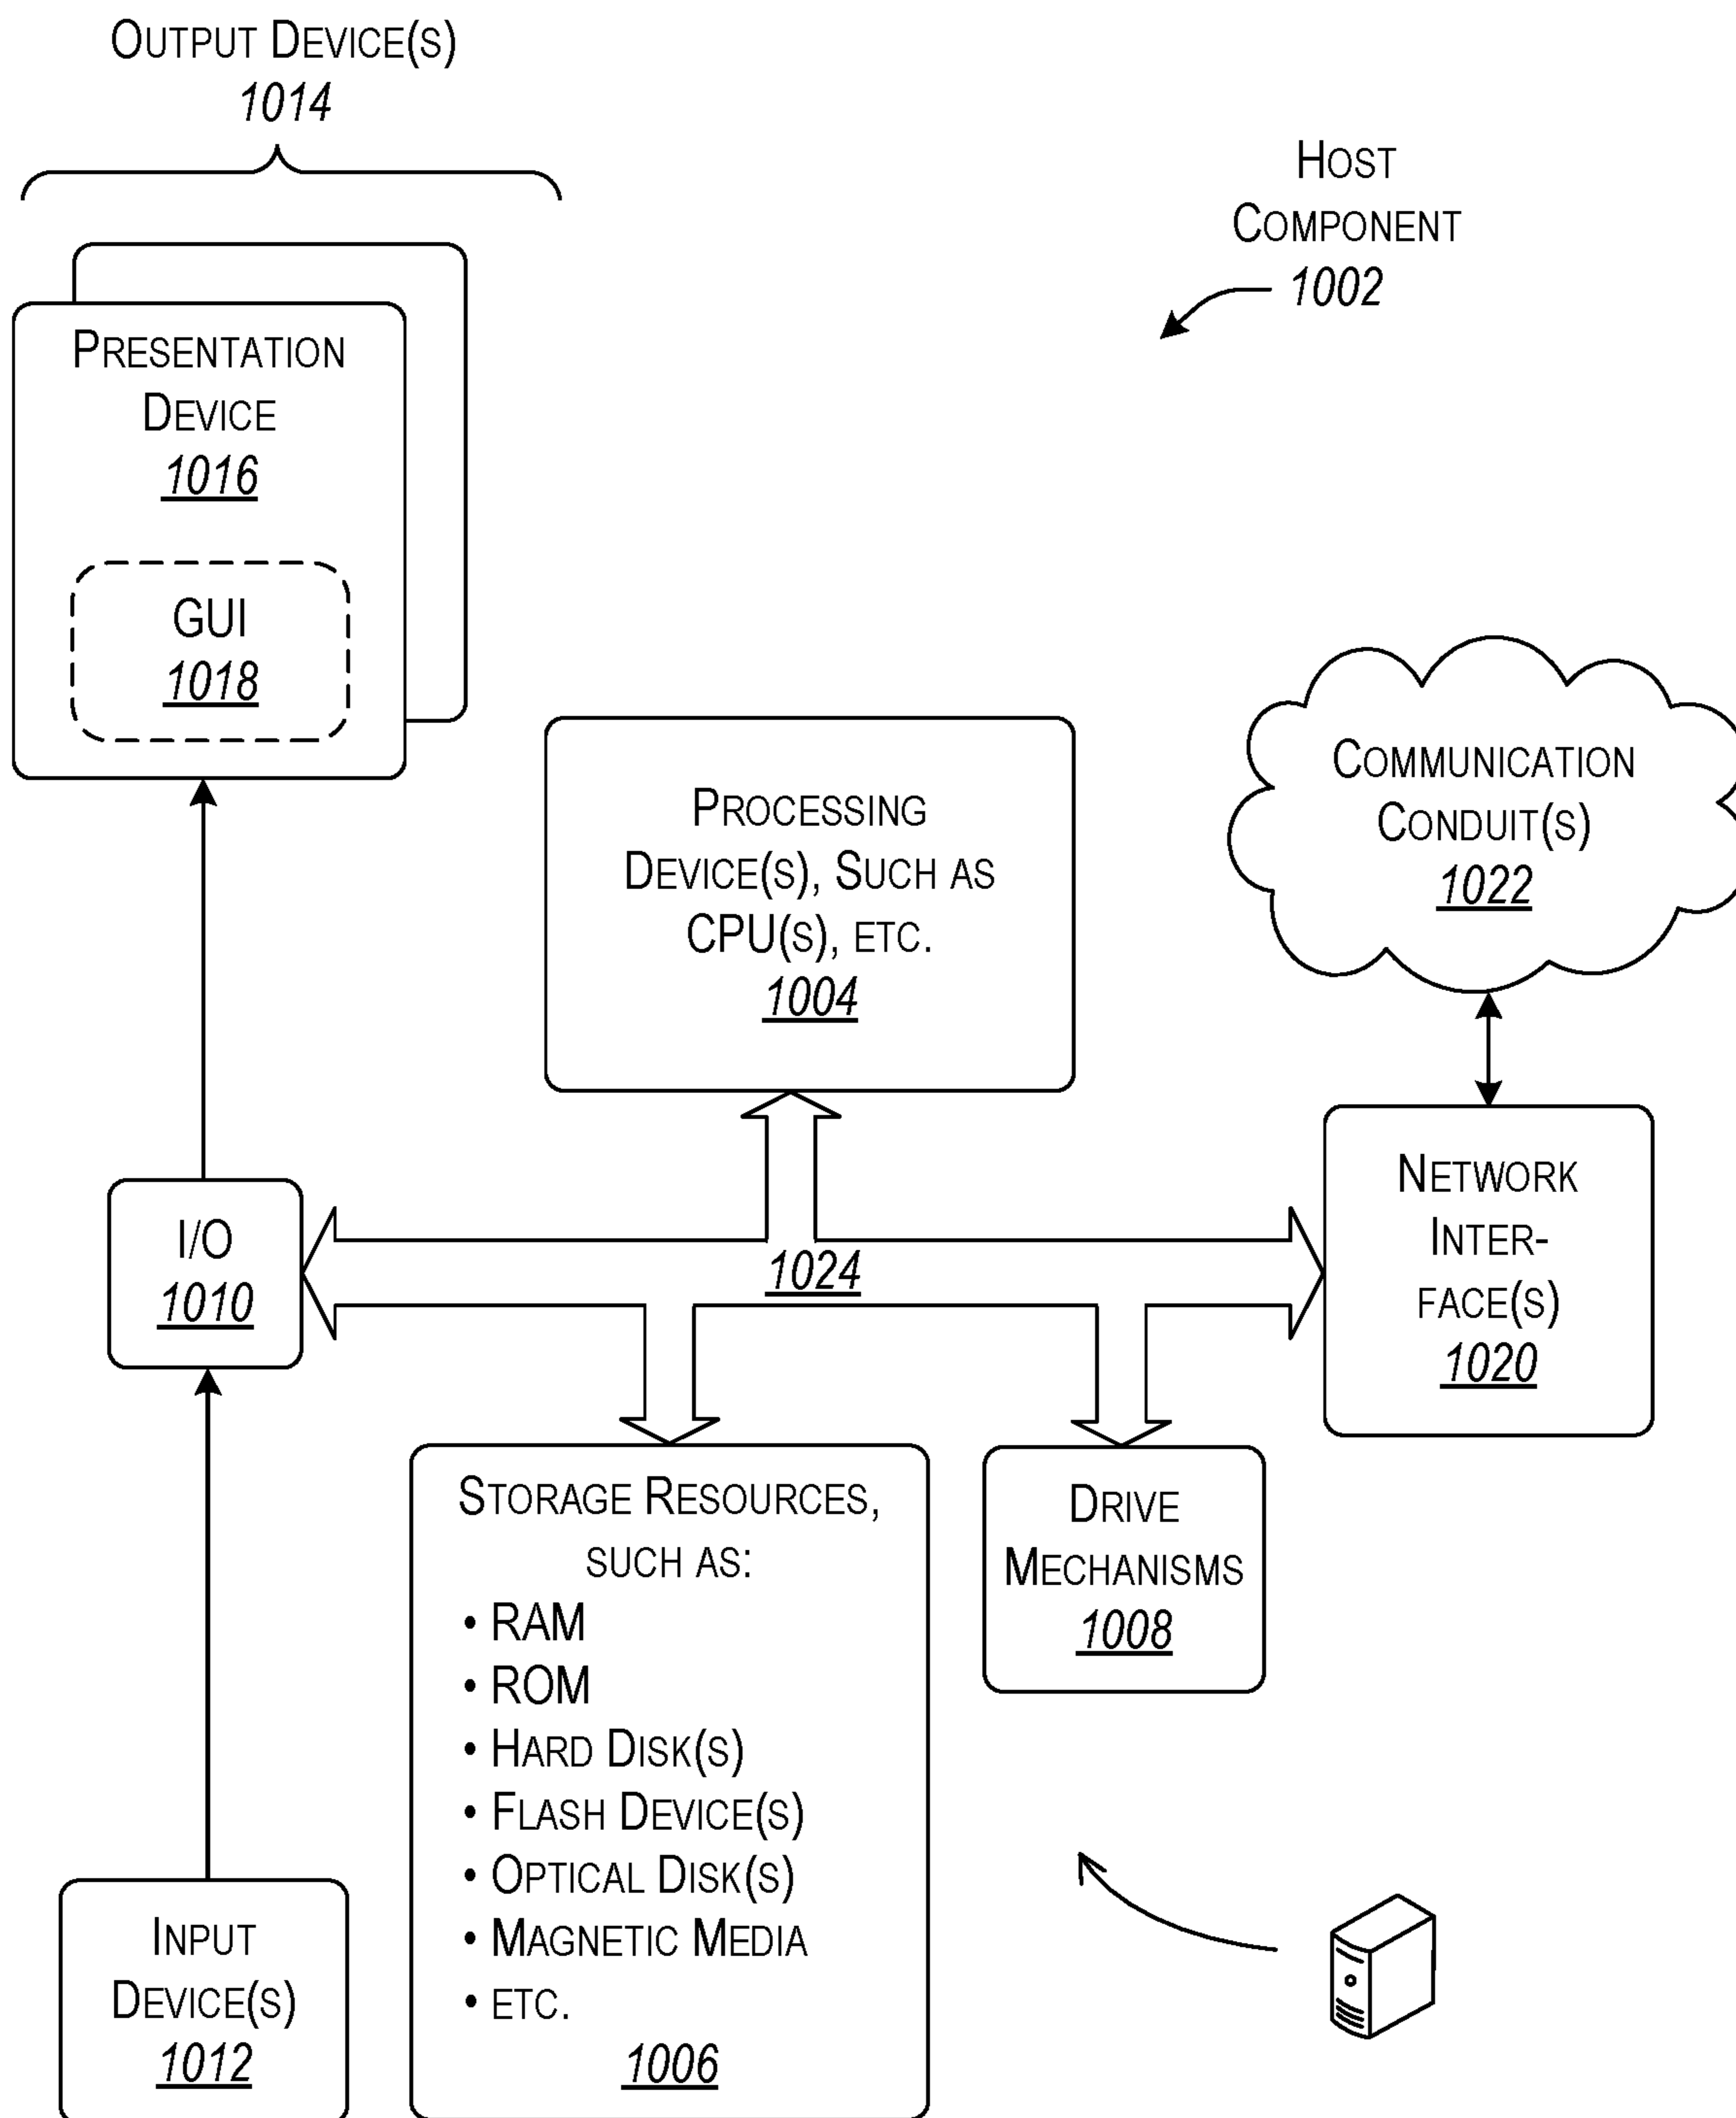 OUTPUT DEVICE(S)
1014
HOST
COMPONENT
1002
PRESENTATION
DEVICE
1016
GUI
1018
PROCESSING
DEVICE(S), SUCH AS
CPU(S), ETC.
1004
COMMUNICATION
CONDUIT(S)
1022
I/O
1010
1024
NETWORK
INTER-
FACE(S)
1020
STORAGE RESOURCES,
SUCH AS:
• RAM
• ROM
• HARD DISK(S)
• FLASH DEVICE(S)
• OPTICAL DISK(S)
• MAGNETIC MEDIA
• ETC.
1006
DRIVE
MECHANISMS
1008
INPUT
DEVICE(S)
1012